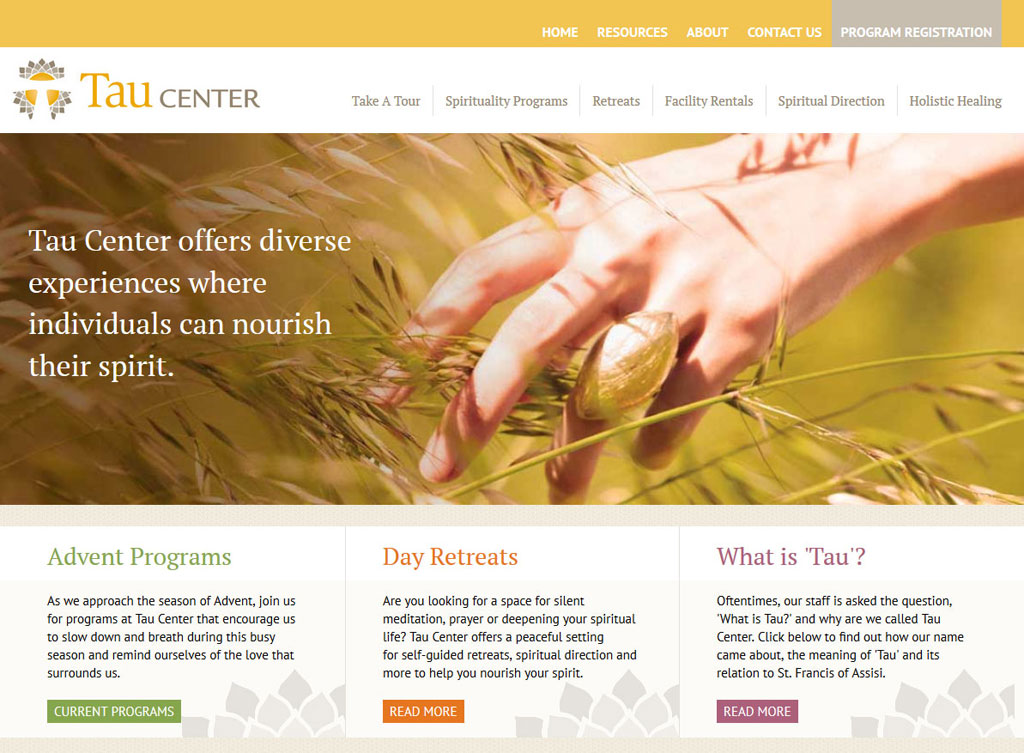 HOME RESOURCES ABOUT CONTACT US PROGRAM REGISTRATION
Tau CENTER
Take A Tour Spirituality Programs Retreats Facility Rentals Spiritual Direction Holistic Healing
Tau Center offers diverse
experiences where
individuals can nourish
their spirit.
Advent Programs
As we approach the season of Advent, join us
for programs at Tau Center that encourage us
to slow down and breath during this busy
season and remind ourselves of the love that
surrounds us.
CURRENT PROGRAMS
Day Retreats
Are you looking for a space for silent
meditation, prayer or deepening your spiritual
life? Tau Center offers a peaceful setting
for self-guided retreats, spiritual direction and
more to help you nourish your spirit.
READ MORE
What is 'Tau'?
Oftentimes, our staff is asked the question,
'What is Tau?' and why are we called Tau
Center. Click below to find out how our name
came about, the meaning of 'Tau' and its
relation to St. Francis of Assisi.
READ MORE